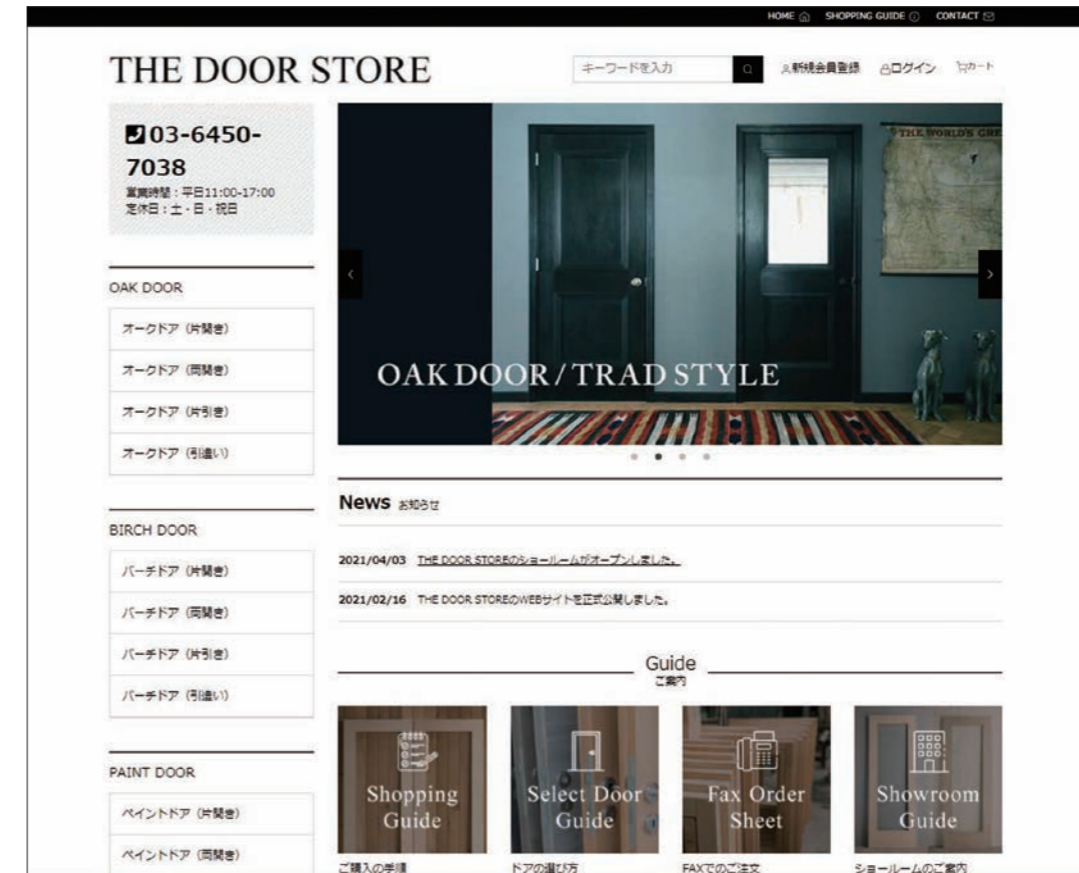 HOME
SHOPPING GUIDE
CONTACT
THE DOOR STORE
キーワードを入力
新規会員登録
ログイン
カート
03-6450-
7038
営業時間：平日11:00-17:00
定休日：土・日・祝日
OAK DOOR
オークドア（片開き）
オークドア（両開き）
オークドア（片引き）
オークドア（引違い）
BIRCH DOOR
バーチドア（片開き）
バーチドア（両開き）
バーチドア（片引き）
バーチドア（引違い）
PAINT DOOR
ペイントドア（片開き）
ペイントドア（両開き）
THE WORLD'S GRE
OAK DOOR / TRAD STYLE
News お知らせ
2021/04/03 THE DOOR STOREのショールームがオープンしました。
2021/02/16 THE DOOR STOREのWEBサイトを正式公開しました。
Guide
ご案内
Shopping
Guide
ご購入の手順
Select Door
Guide
ドアの選び方
Fax Order
Sheet
FAXでのご注文
Showroom
Guide
ショールームのご案内